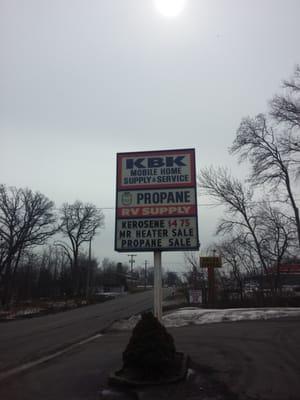 KBK
MOBILE HOME
SUPPLY & SERVICE
PROPANE
RV SUPPLY
KEROSENE $4 75
MR HEATER SALE
PROPANE SALE